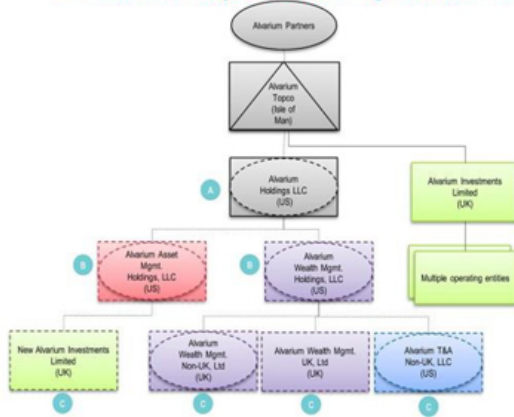 Alvarium Partners
Alvarium
Topco
(Isle of
Man)
A
Alvarium
Holdings LLC
(US)
Alvarium Investments
Limited
(UK)
B
Alvarium Asset
Mgmt.
Holdings, LLC
(US)
B
Alvarium
Wealth Mgmt.
Holdings, LLC
(US)
Multiple operating entities
New Alvarium Investments
Limited
(UK)
Alvarium
Wealth Mgmt.
Non-UK, Ltd
(UK)
Alvarium Wealth Mgmt.
UK, Ltd
(UK)
Alvarium T&A
Non-UK, LLC
(US)
C
C
C
C